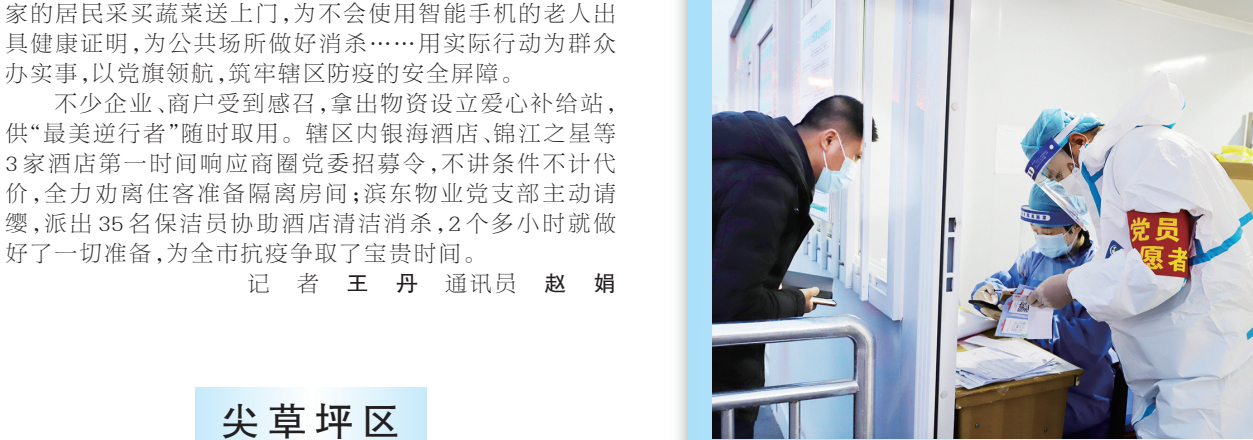 家的居民采买蔬菜送上门,为不会使用智能手机的老人出
具健康证明,为公共场所做好消杀……用实际行动为群众
办实事,以党旗领航,筑牢辖区防疫的安全屏障。
不少企业、商户受到感召,拿出物资设立爱心补给站,
供“最美逆行者”随时取用。辖区内银海酒店、锦江之星等
3家酒店第一时间响应商圈党委招募令,不讲条件不计代
价,全力劝离住客准备隔离房间;滨东物业党支部主动请
缨,派出35名保洁员协助酒店清洁消杀,2个多小时就做
好了一切准备,为全市抗疫争取了宝贵时间。
记 者 王 丹 通讯员 赵 娟
尖草坪区
党员
愿者